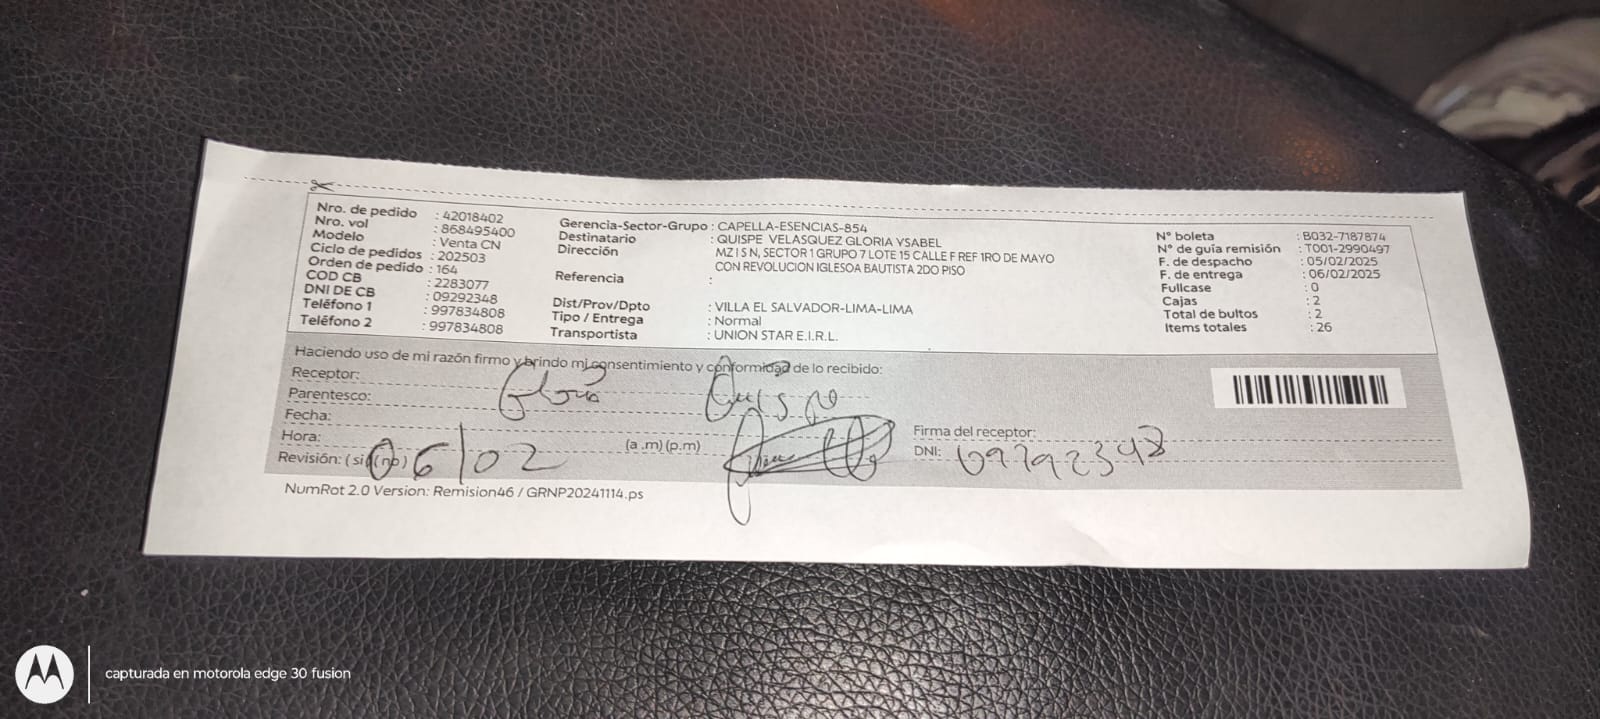 Nro. de pedido : 42018402
Nro. vol : 868495400
Modelo : Venta CN
Ciclo de pedidos : 202503
Orden de pedido : 164
COD CB : 2283077
DNI DE CB : 09292348
Teléfono 1 : 997834808
Teléfono 2 : 997834808
Gerencia-Sector-Grupo : CAPELLA-ESENCIAS-854
Destinatario : QUISPE VELASQUEZ GLORIA YSABEL
Dirección MZ I S N, SECTOR 1 GRUPO 7 LOTE 15 CALLE F REF 1RO DE MAYO
CON REVOLUCION IGLESOA BAUTISTA 2DO PISO
Referencia :
Dist/Prov/Dpto : VILLA EL SALVADOR-LIMA-LIMA
Tipo / Entrega : Normal
Transportista : UNION STAR E.I.R.L.
N° boleta : B032-7187874
N° de guía remisión : T001-2990497
F. de despacho : 05/02/2025
F. de entrega : 06/02/2025
Fullcase : 0
Cajas : 2
Total de bultos : 2
Items totales : 26
Haciendo uso de mi razón firmo y brindo mi consentimiento y conformidad de lo recibido:
Receptor: Gloria Quispe
Parentesco:
Fecha:
Hora: 06/02 (a .m) (p.m)
Revisión: (si) (no)
Firma del receptor:
DNI: 09292348
NumRot 2.0 Version: Remision46 / GRNP20241114.ps
capturada en motorola edge 30 fusion